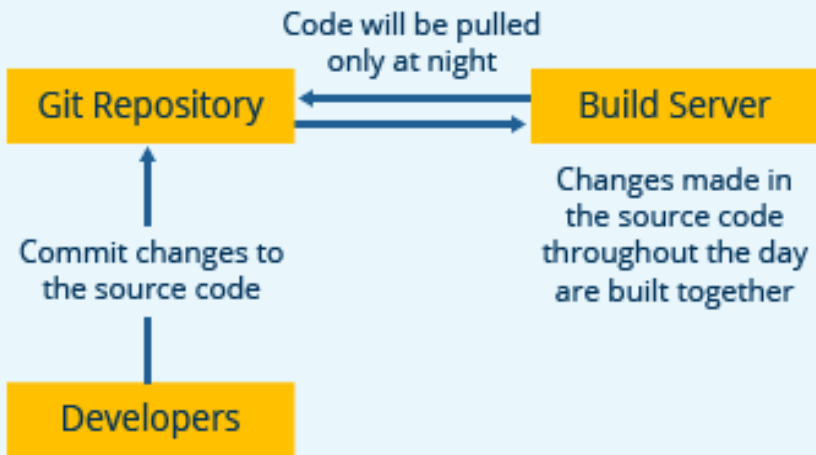 Code will be pulled
only at night
Git Repository
Build Server
Changes made in
the source code
throughout the day
are built together
Commit changes to
the source code
Developers